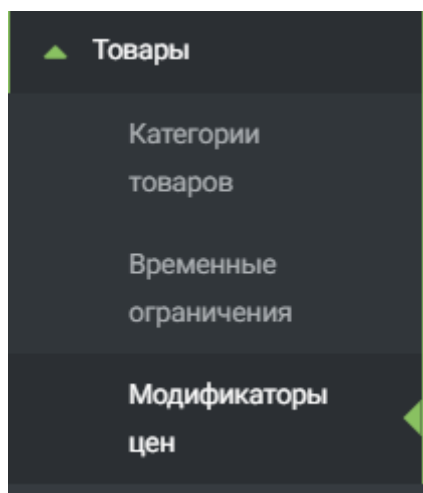 Товары
Категории
товаров
Временные
ограничения
Модификаторы
цен